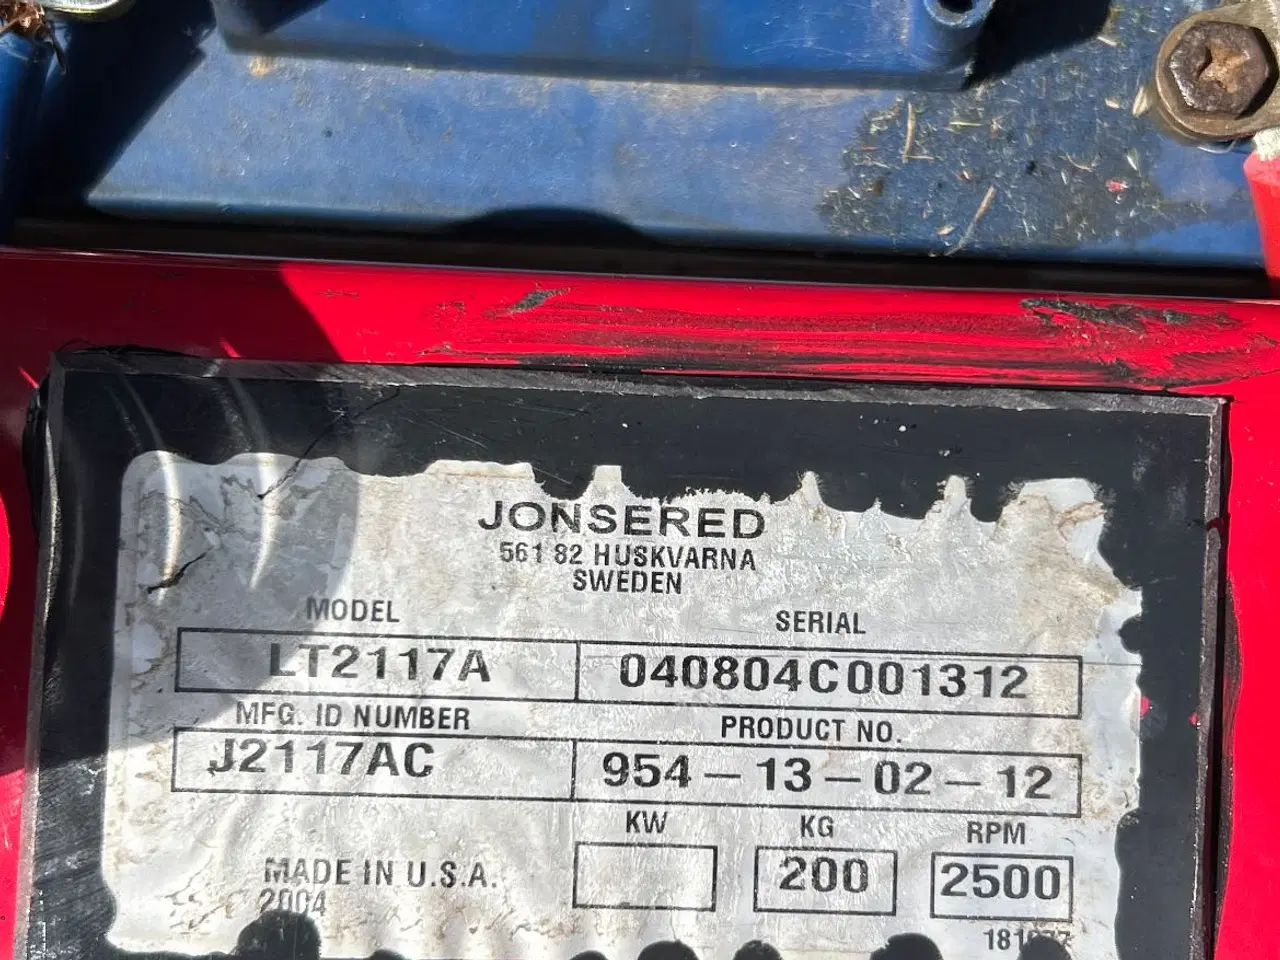 JONSERED
561 82 HUSKVARNA
SWEDEN
MODEL SERIAL
LT2117A 040804C001312
MFG. ID NUMBER PRODUCT NO.
J2117AC 954-13-02-12
KW KG RPM
MADE IN U.S.A. 200 2500
2004